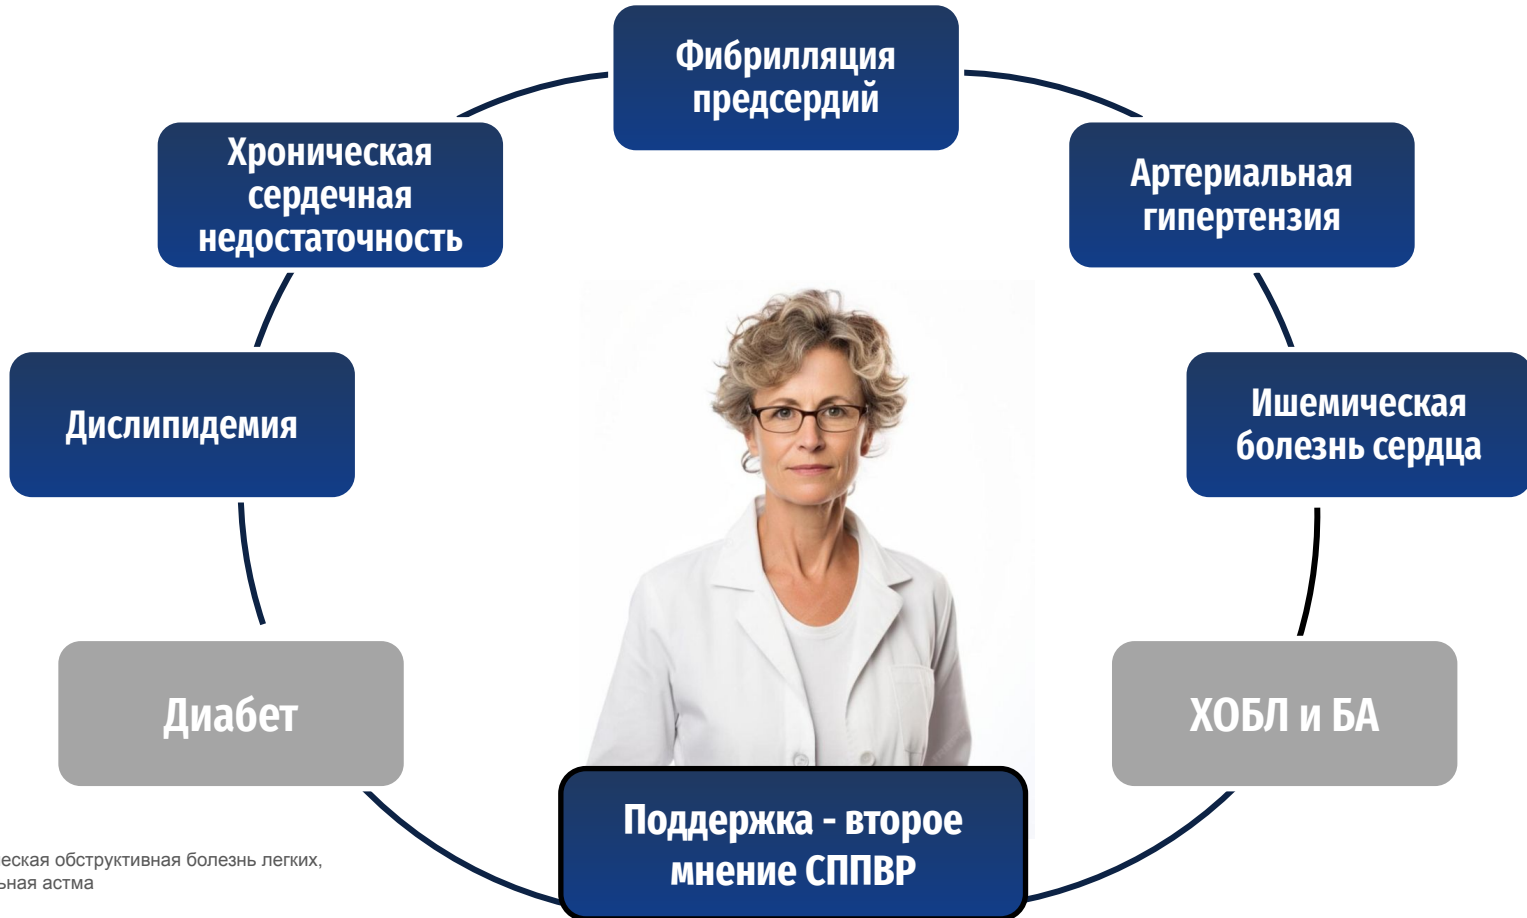 Фибрилляция
предсердий
Хроническая
сердечная
недостаточность
Артериальная
гипертензия
Дислипидемия
Ишемическая
болезнь сердца
Диабет
ХОБЛ и БА
Поддержка - второе
мнение СППВР
еская обструктивная болезнь легких,
ьная астма